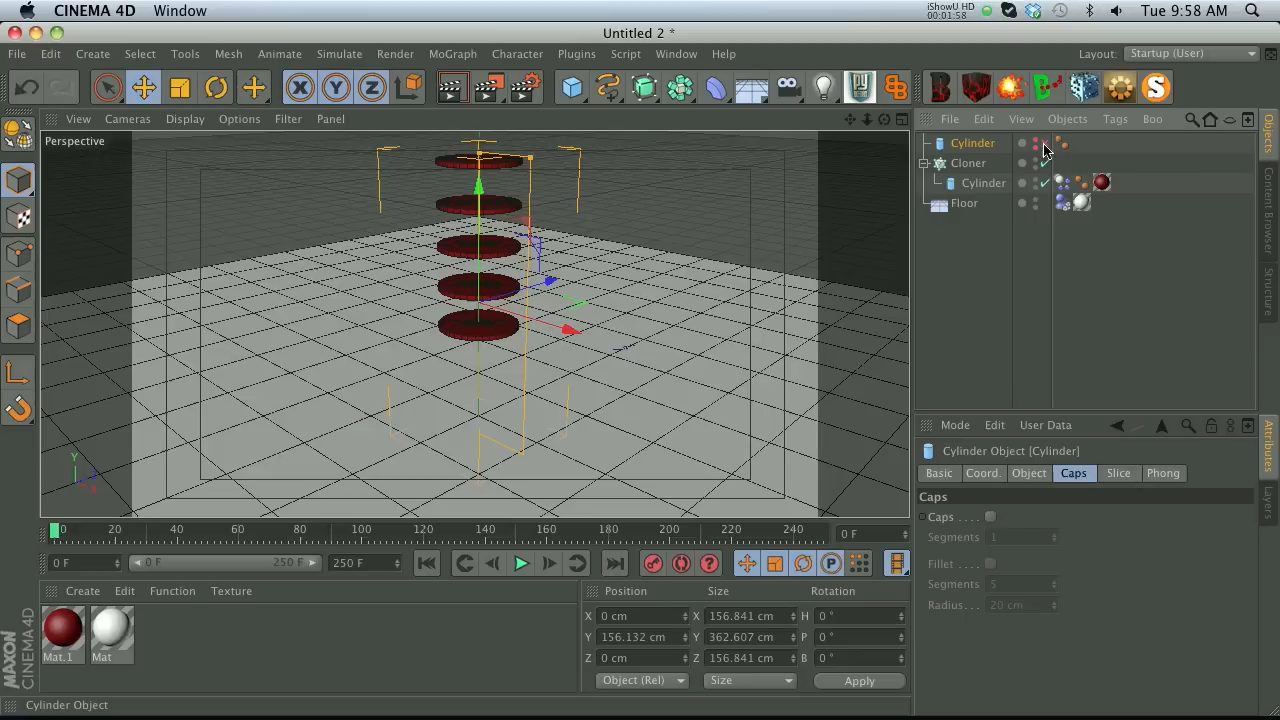 CINEMA 4D Window
iShowU HD
00:01:58
Tue 9:58 AM
Untitled 2 *
File Edit Create Select Tools Mesh Animate Simulate Render MoGraph Character Plugins Script Window Help
Layout: Startup (User)
View Cameras Display Options Filter Panel
File Edit View Objects Tags Boo
Perspective
Cylinder
Cloner
Cylinder
Floor
Objects
Content Browser
Structure
Y
X
Mode Edit User Data
Cylinder Object [Cylinder]
Basic Coord. Object Caps Slice Phong
Caps
Caps . . . .
Segments 1
Fillet . . . .
Segments 5
Radius. . . 20 cm
Attributes
Layers
0 20 40 60 80 100 120 140 160 180 200 220 240
0 F
0 F 0 F 250 F 250 F
Create Edit Function Texture
Mat.1 Mat
Position Size Rotation
X 0 cm X 156.841 cm H 0 °
Y 156.132 cm Y 362.607 cm P 0 °
Z 0 cm Z 156.841 cm B 0 °
Object (Rel) Size Apply
MAXON
CINEMA 4D
Cylinder Object